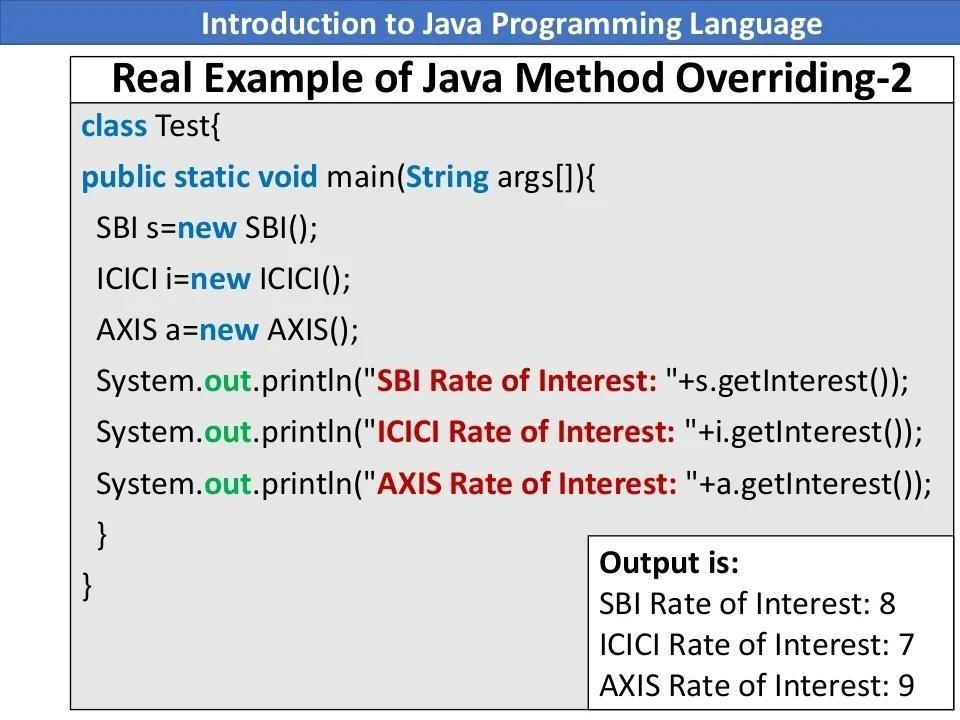 Introduction to Java Programming Language
Real Example of Java Method Overriding-2
class Test{
public static void main(String args[]){
SBI s=new SBI();
ICICI i=new ICICI();
AXIS a=new AXIS();
System.out.println("SBI Rate of Interest: "+s.getInterest());
System.out.println("ICICI Rate of Interest: "+i.getInterest());
System.out.println("AXIS Rate of Interest: "+a.getInterest());
}
}
Output is:
SBI Rate of Interest: 8
ICICI Rate of Interest: 7
AXIS Rate of Interest: 9